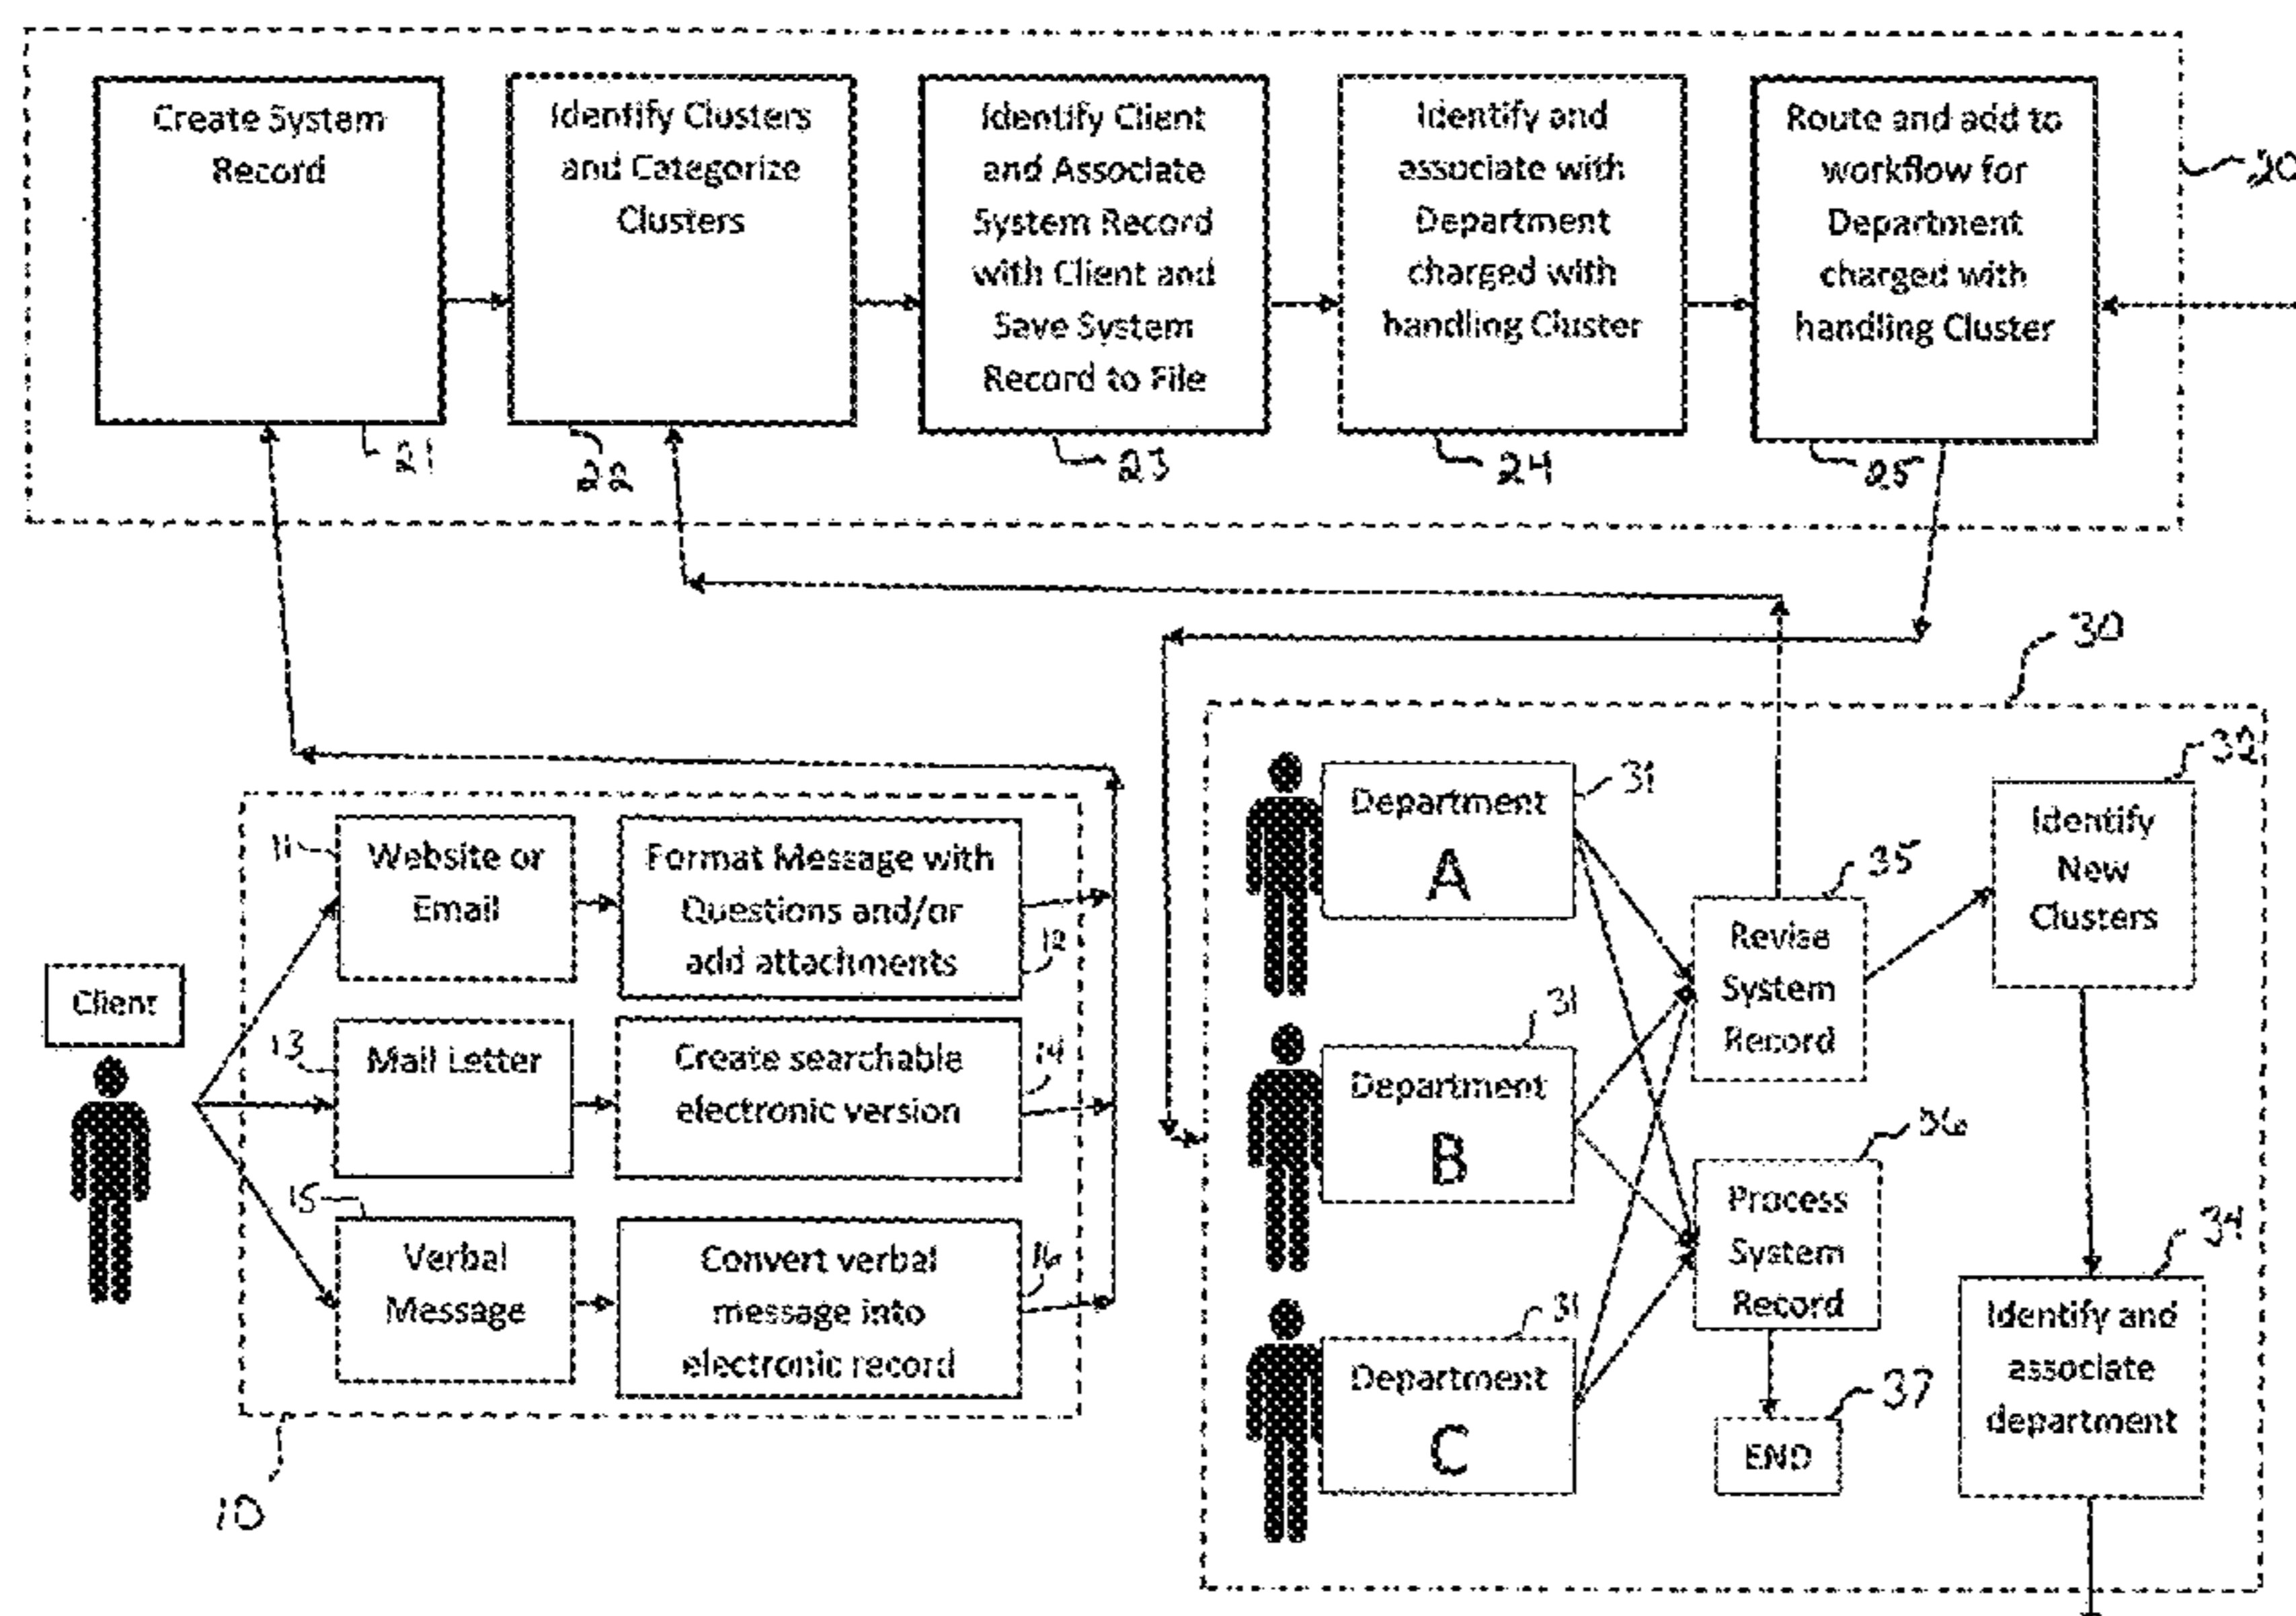 Create System
Record
21
Identify Clusters
and Categorize
Clusters
22
Identify Client
and Associate
System Record
with Client and
Save System
Record to File
23
Identify and
associate with
Department
charged with
handling Cluster
24
Route and add to
workflow for
Department
charged with
handling Cluster
25
20
Client
11
Website or
Email
Format Message with
Questions and/or
add attachments
12
13
Mail Letter
Create searchable
electronic version
14
15
Verbal
Message
Convert verbal
message into
electronic record
16
10
30
Department
A
31
Department
B
31
Department
C
31
35
Revise
System
Record
32
Identify
New
Clusters
36
Process
System
Record
37
END
34
Identify and
associate
department